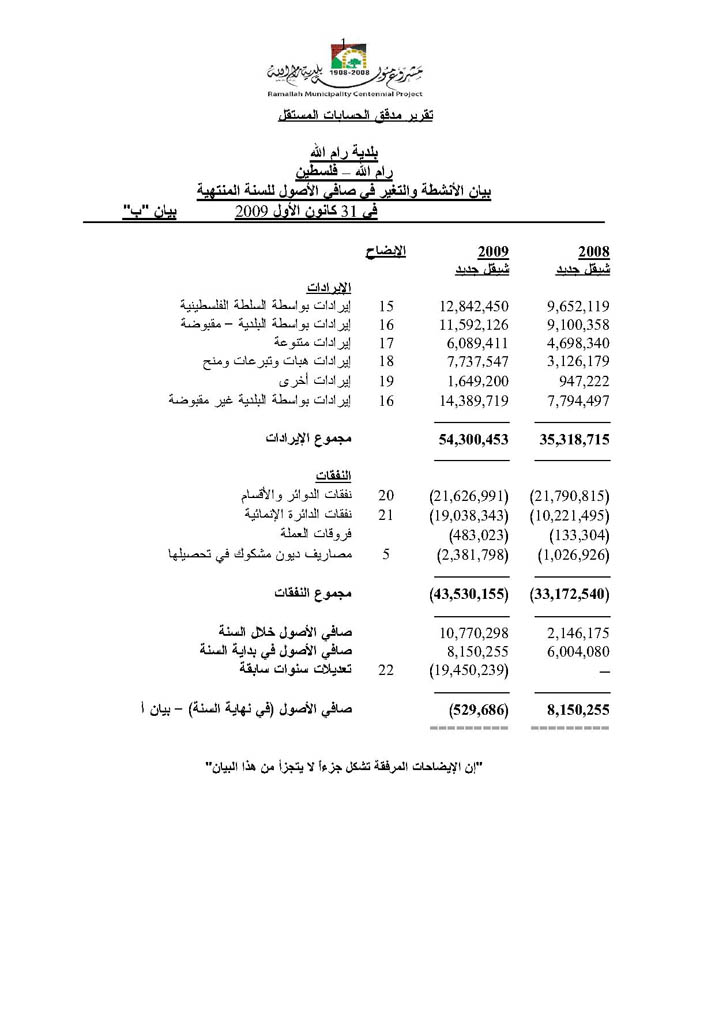 1
مشروع مئوية بلدية رام الله
1908-2008
Ramallah Municipality Centennial Project
تقرير مدقق الحسابات المستقل
بلدية رام الله
رام الله – فلسطين
بيان الأنشطة والتغير في صافي الأصول للسنة المنتهية
في 31 كانون الأول 2009 بيان "ب"
الإيضاح 2009 2008
شيقل جديد شيقل جديد
الإيرادات
إيرادات بواسطة السلطة الفلسطينية 15 12,842,450 9,652,119
إيرادات بواسطة البلدية – مقبوضة 16 11,592,126 9,100,358
إيرادات متنوعة 17 6,089,411 4,698,340
إيرادات هبات وتبرعات ومنح 18 7,737,547 3,126,179
إيرادات أخرى 19 1,649,200 947,222
إيرادات بواسطة البلدية غير مقبوضة 16 14,389,719 7,794,497
مجموع الإيرادات 54,300,453 35,318,715
النفقات
نفقات الدوائر والأقسام 20 (21,626,991) (21,790,815)
نفقات الدائرة الإنمائية 21 (19,038,343) (10,221,495)
فروقات العملة (483,023) (133,304)
مصاريف ديون مشكوك في تحصيلها 5 (2,381,798) (1,026,926)
مجموع النفقات (43,530,155) (33,172,540)
صافي الأصول خلال السنة 10,770,298 2,146,175
صافي الأصول في بداية السنة 8,150,255 6,004,080
تعديلات سنوات سابقة 22 (19,450,239) –
صافي الأصول (في نهاية السنة) – بيان أ (529,686) 8,150,255
========= =========
"إن الإيضاحات المرفقة تشكل جزءاً لا يتجزأ من هذا البيان"